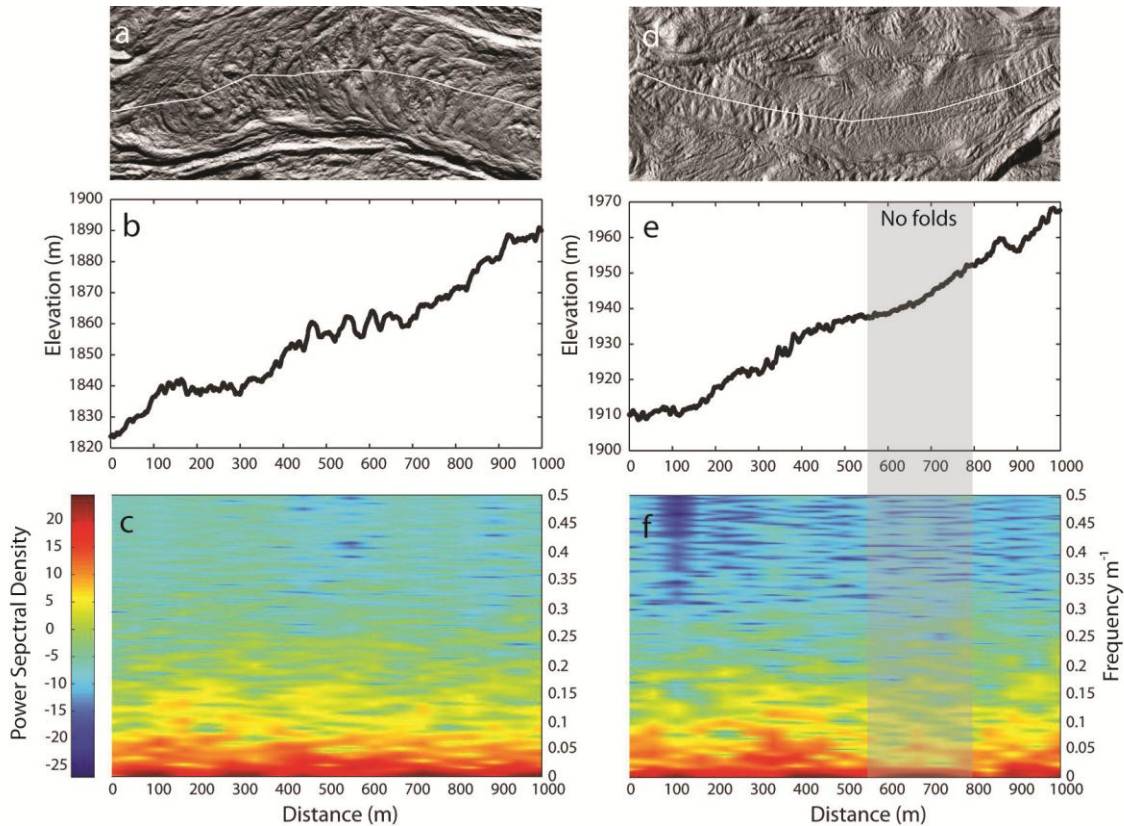 a
d
1900
1890
1880
1870
1860
1850
1840
1830
1820
Elevation (m)
b
0 100 200 300 400 500 600 700 800 900 1000
1970
1960
1950
1940
1930
1920
1910
1900
Elevation (m)
e
No folds
0 100 200 300 400 500 600 700 800 900 1000
Power Sepctral Density
20
15
10
5
0
-5
-10
-15
-20
-25
c
0.5
0.45
0.4
0.35
0.3
0.25
0.2
0.15
0.1
0.05
0
0 100 200 300 400 500 600 700 800 900 1000
Distance (m)
f
0.5
0.45
0.4
0.35
0.3
0.25
0.2
0.15
0.1
0.05
0
Frequency m-1
0 100 200 300 400 500 600 700 800 900 1000
Distance (m)